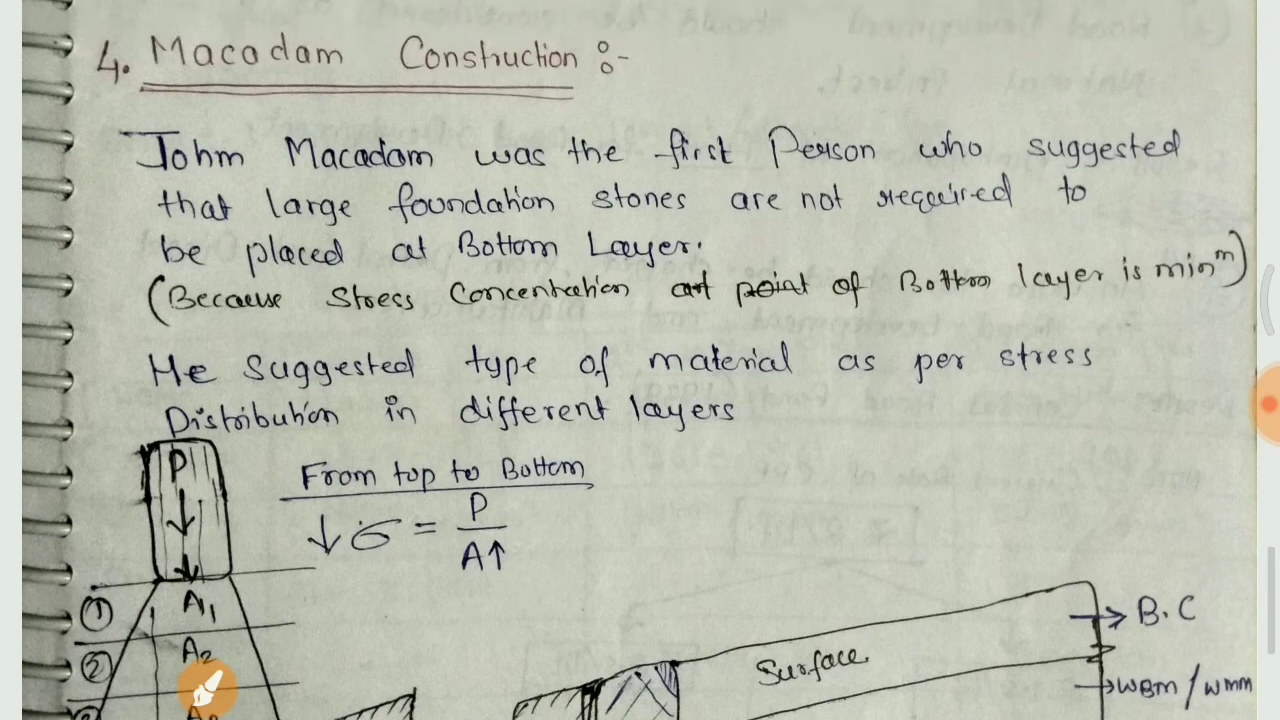 4. Macadam Construction :-
John Macadam was the first Person who suggested
that large foundation stones are not required to
be placed at Bottom Layer.
(Because Stress Concentration at point of Bottom layer is minᵐ)
He Suggested type of material as per stress
Distribution in different layers
From top to Bottom
P
↓σ = P
A↑
① A₁
② A₂
B.C
Surface
WBM / WMM